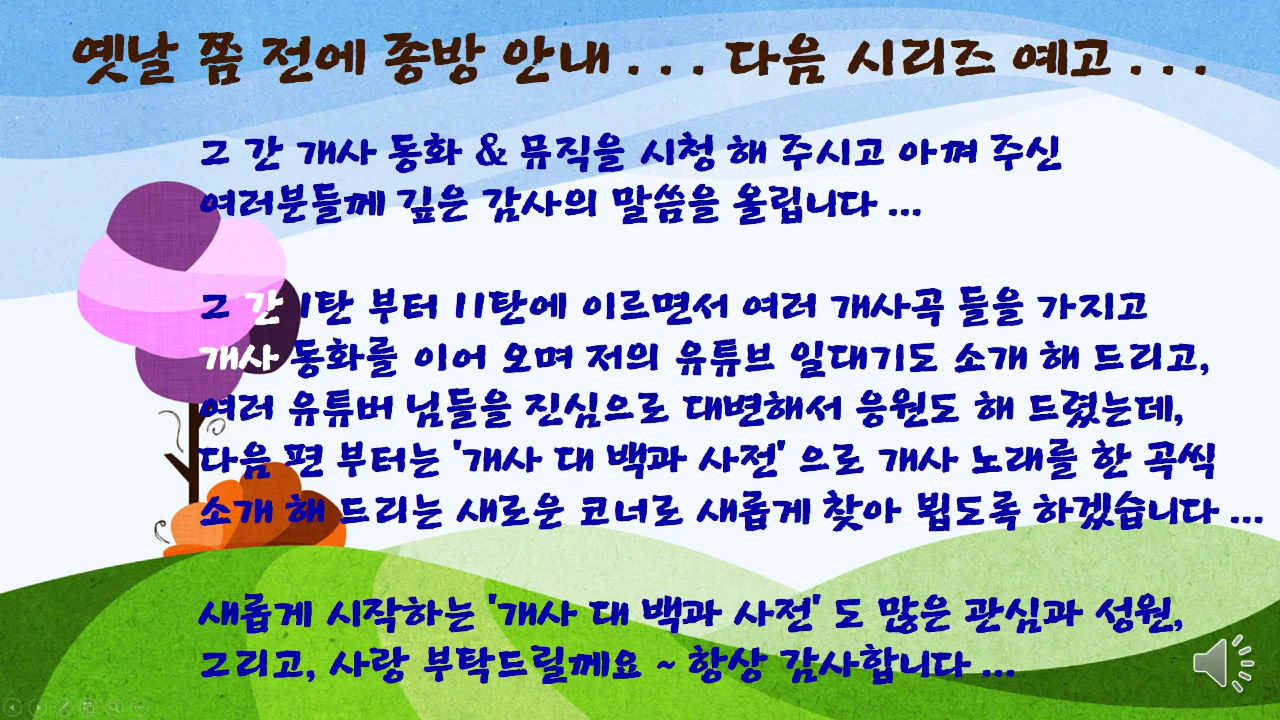 옛날 쫌 전에 종방 안내 . . . 다음 시리즈 예고 . . .
그 간 개사 동화 & 뮤직을 시청 해 주시고 아껴 주신
여러분들께 깊은 감사의 말씀을 올립니다 ...
그 간 1탄 부터 11탄에 이르면서 여러 개사곡 들을 가지고
개사 동화를 이어 오며 저의 유튜브 일대기도 소개 해 드리고,
여러 유튜버 님들을 진심으로 대변해서 응원도 해 드렸는데,
다음 편 부터는 '개사 대 백과 사전' 으로 개사 노래를 한 곡씩
소개 해 드리는 새로운 코너로 새롭게 찾아 뵙도록 하겠습니다 ...
새롭게 시작하는 '개사 대 백과 사전' 도 많은 관심과 성원,
그리고, 사랑 부탁드릴께요 ~ 항상 감사합니다 ...